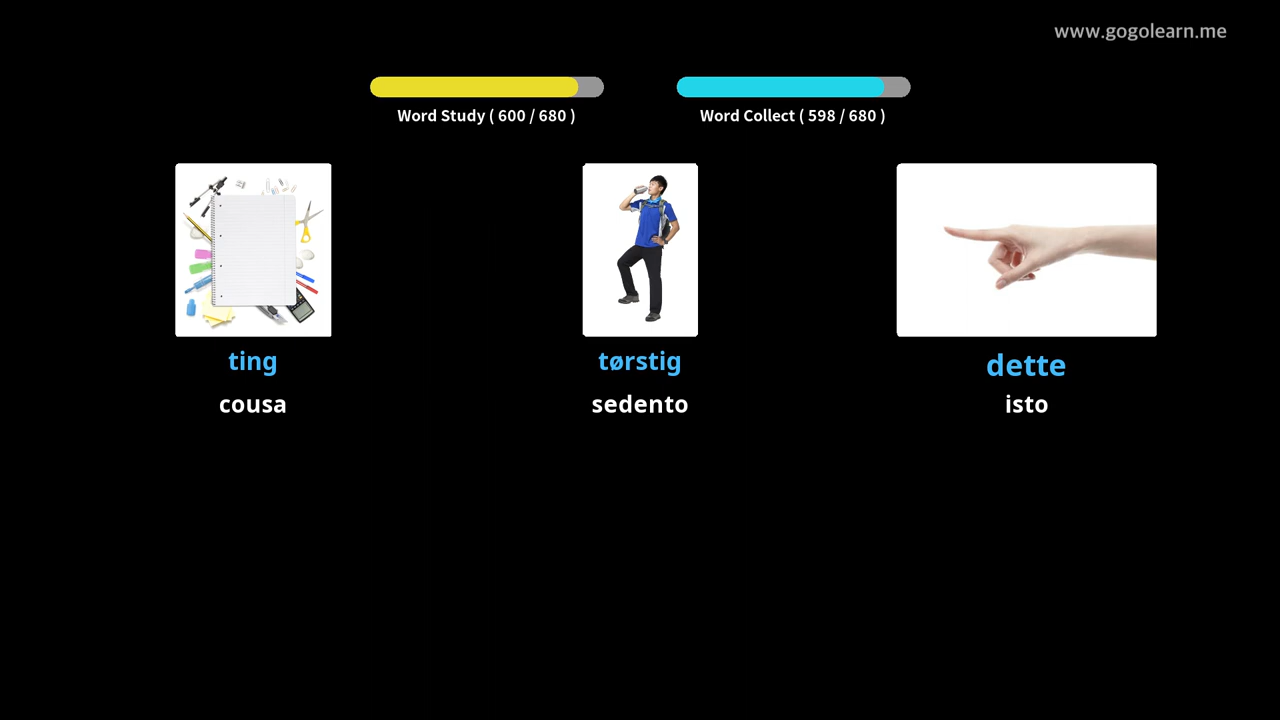 www.gogolearn.me
Word Study ( 600 / 680 )
Word Collect ( 598 / 680 )
ting
tørstig
dette
cousa
sedento
isto